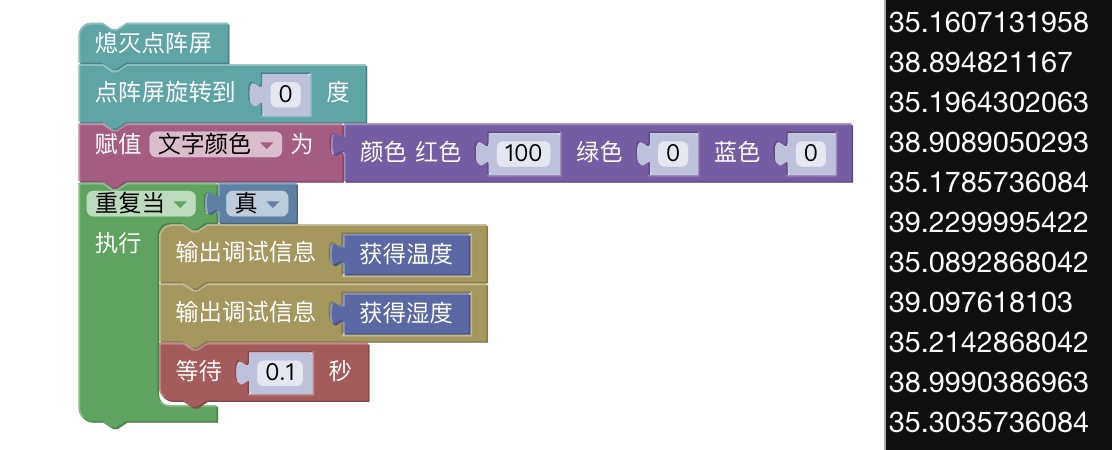 熄灭点阵屏
点阵屏旋转到 0 度
赋值 文字颜色 为 颜色 红色 100 绿色 0 蓝色 0
重复当 真
执行
输出调试信息 获得温度
输出调试信息 获得湿度
等待 0.1 秒
35.1607131958
38.894821167
35.1964302063
38.9089050293
35.1785736084
39.2299995422
35.0892868042
39.097618103
35.2142868042
38.9990386963
35.3035736084